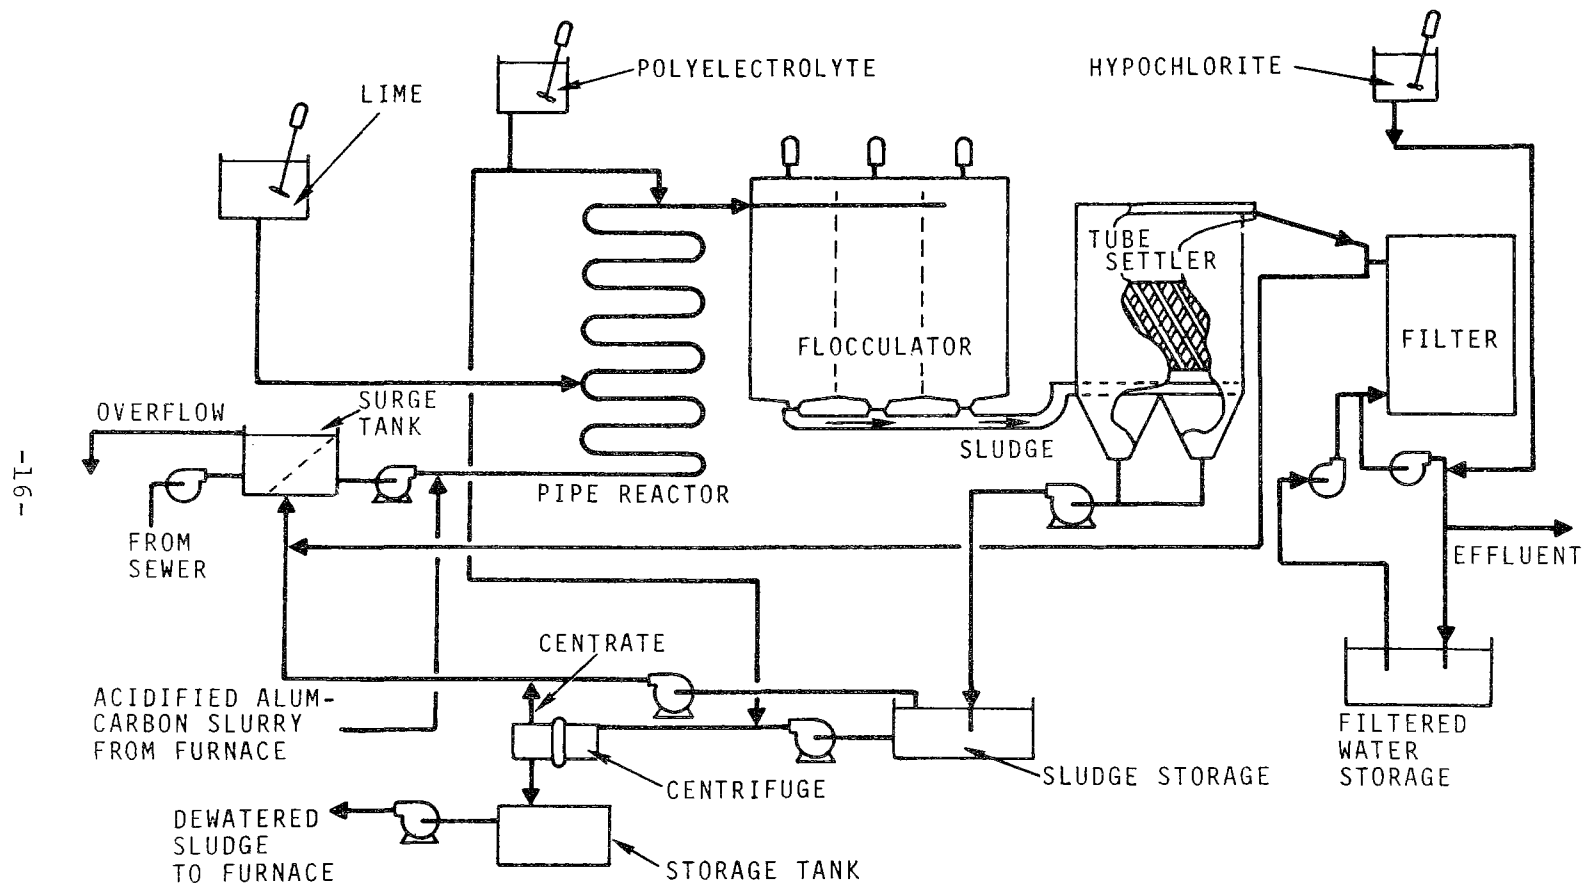 POLYELECTROLYTE
HYPOCHLORITE
LIME
TUBE
SETTLER
FLOCCULATOR
FILTER
OVERFLOW
SURGE
TANK
SLUDGE
PIPE REACTOR
-16-
FROM
SEWER
EFFLUENT
CENTRATE
ACIDIFIED ALUM-
CARBON SLURRY
FROM FURNACE
FILTERED
WATER
STORAGE
SLUDGE STORAGE
CENTRIFUGE
DEWATERED
SLUDGE
TO FURNACE
STORAGE TANK